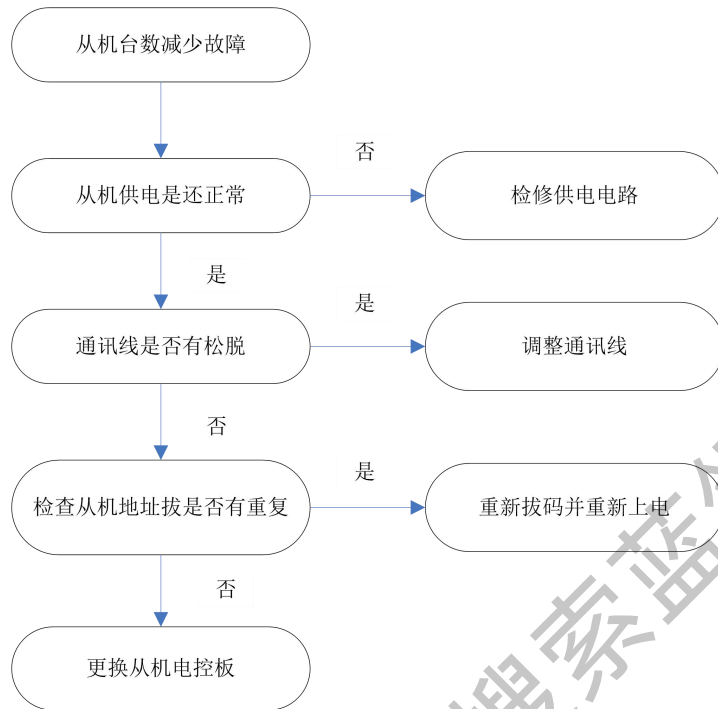 从机台数减少故障
否
从机供电是还正常
检修供电电路
是
是
通讯线是否有松脱
调整通讯线
否
是
检查从机地址拔是否有重复
重新拔码并重新上电
否
更换从机电控板
搜索蓝